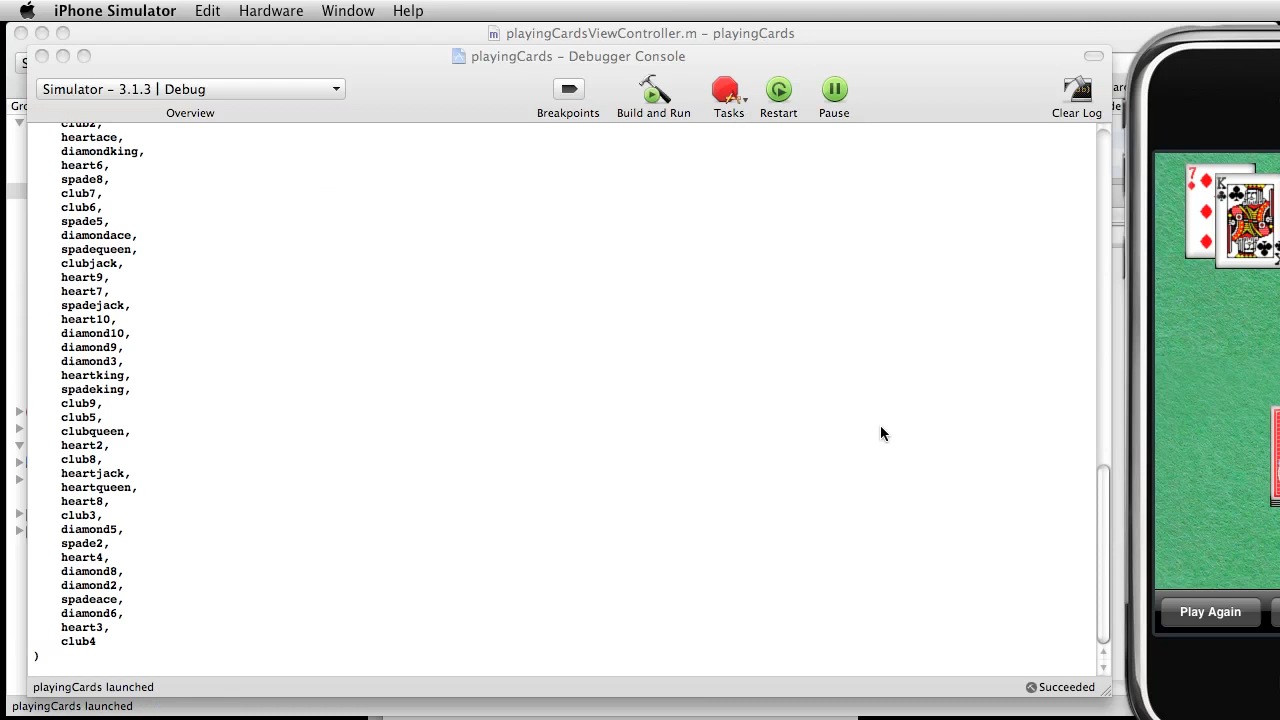 iPhone Simulator Edit Hardware Window Help
playingCardsViewController.m – playingCards
playingCards – Debugger Console
Simulator – 3.1.3 | Debug
Overview Breakpoints Build and Run Tasks Restart Pause Clear Log
club2,
heartace,
diamondking,
heart6,
spade8,
club7,
club6,
spade5,
diamondace,
spadequeen,
clubjack,
heart9,
heart7,
spadejack,
heart10,
diamond10,
diamond9,
diamond3,
heartking,
spadeking,
club9,
club5,
clubqueen,
heart2,
club8,
heartjack,
heartqueen,
heart8,
club3,
diamond5,
spade2,
heart4,
diamond8,
diamond2,
spadeace,
diamond6,
heart3,
club4
)
playingCards launched Succeeded
playingCards launched
7
K
Play Again